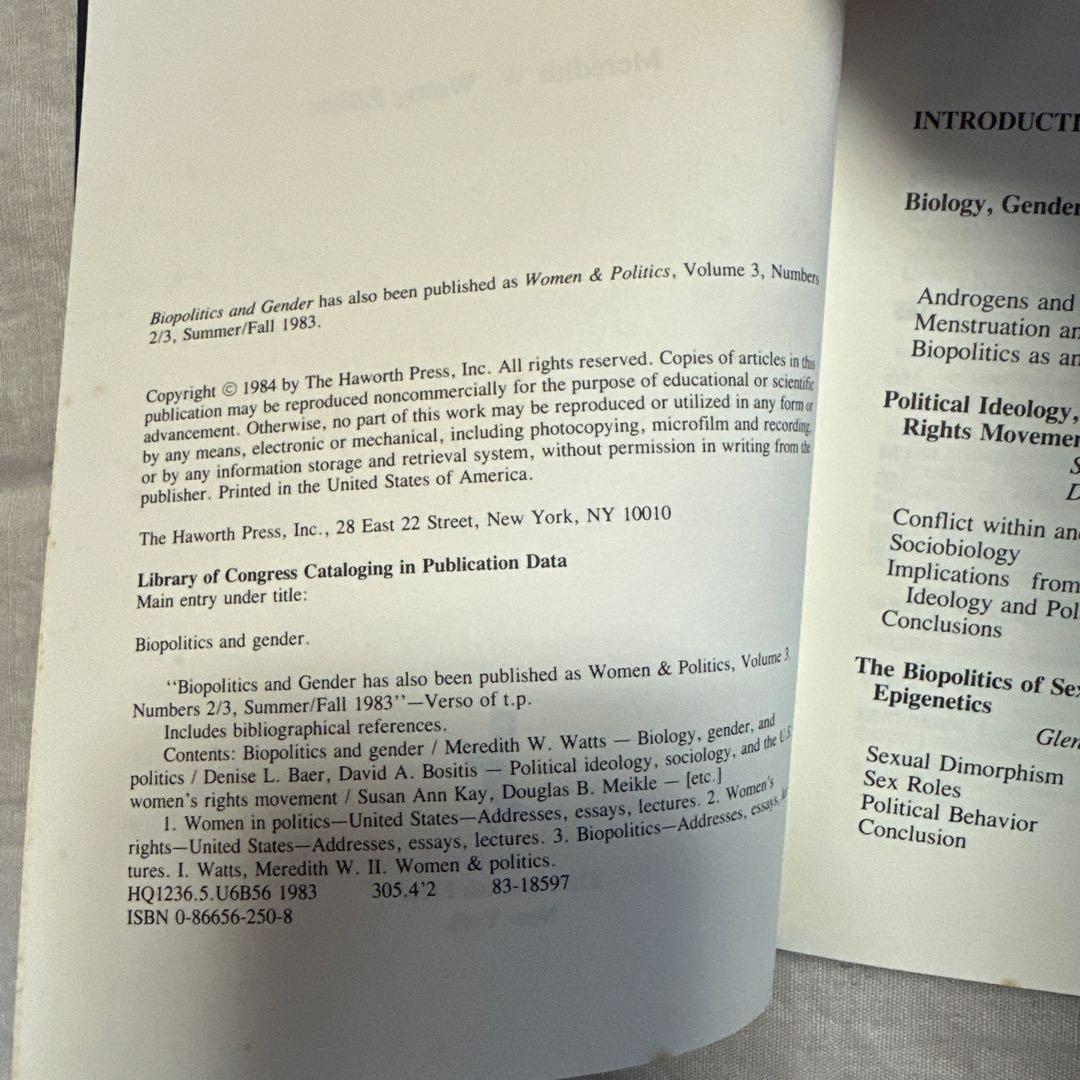 Biopolitics and Gender has also been published as Women & Politics, Volume 3, Numbers
2/3, Summer/Fall 1983.
Copyright © 1984 by The Haworth Press, Inc. All rights reserved. Copies of articles in this
publication may be reproduced noncommercially for the purpose of educational or scientific
advancement. Otherwise, no part of this work may be reproduced or utilized in any form or
by any means, electronic or mechanical, including photocopying, microfilm and recording,
or by any information storage and retrieval system, without permission in writing from the
publisher. Printed in the United States of America.
The Haworth Press, Inc., 28 East 22 Street, New York, NY 10010
Library of Congress Cataloging in Publication Data
Main entry under title:
Biopolitics and gender.
“Biopolitics and Gender has also been published as Women & Politics, Volume 3,
Numbers 2/3, Summer/Fall 1983”—Verso of t.p.
Includes bibliographical references.
Contents: Biopolitics and gender / Meredith W. Watts — Biology, gender, and
politics / Denise L. Baer, David A. Bositis — Political ideology, sociology, and the U.S.
women's rights movement / Susan Ann Kay, Douglas B. Meikle — [etc.]
1. Women in politics—United States—Addresses, essays, lectures. 2. Women's
rights—United States—Addresses, essays, lectures. 3. Biopolitics—Addresses, essays, lec-
tures. I. Watts, Meredith W. II. Women & politics.
HQ1236.5.U6B56 1983 305.4'2 83-18597
ISBN 0-86656-250-8
INTRODUCTI
Biology, Gender
Androgens and
Menstruation an
Biopolitics as an
Political Ideology,
Rights Movemen
S
D
Conflict within and
Sociobiology
Implications from
Ideology and Pol
Conclusions
The Biopolitics of Sex
Epigenetics
Glen
Sexual Dimorphism
Sex Roles
Political Behavior
Conclusion